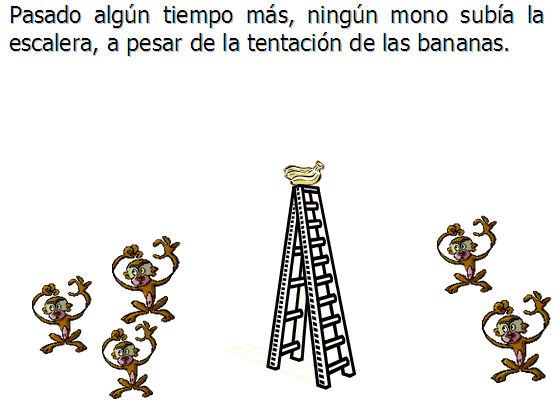 Pasado algún tiempo más, ningún mono subía la
escalera, a pesar de la tentación de las bananas.